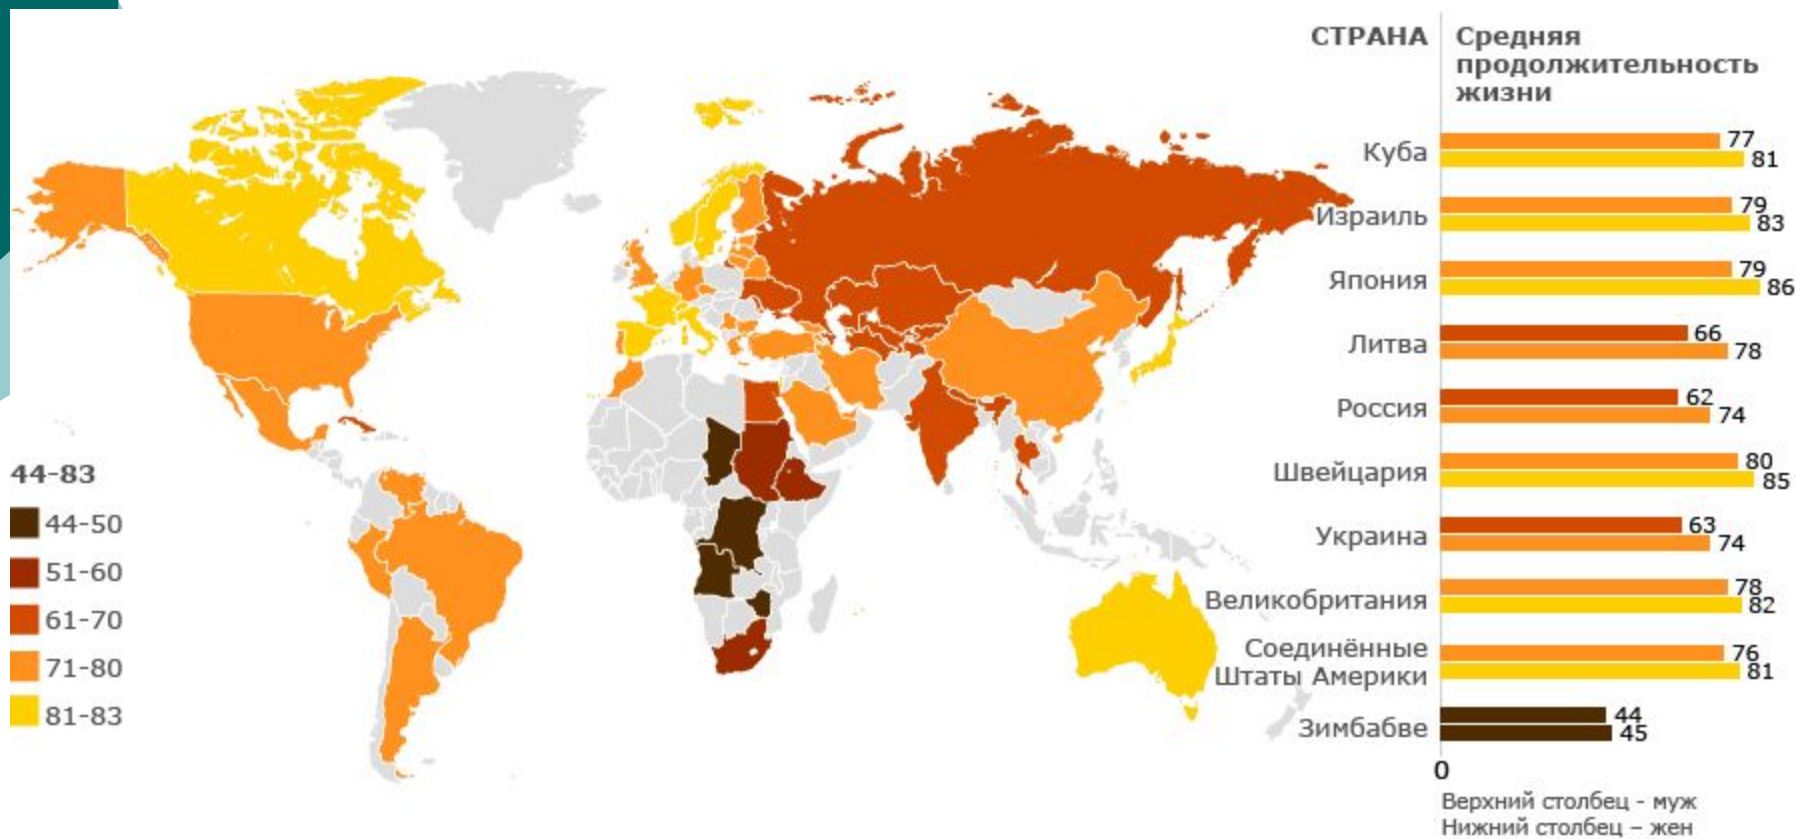 СТРАНА
Средняя
продолжительность
жизни
Куба
77
81
Израиль
79
83
Япония
79
86
Литва
66
78
Россия
62
74
Швейцария
80
85
Украина
63
74
Великобритания
78
82
Соединённые
Штаты Америки
76
81
Зимбабве
44
45
0
Верхний столбец - муж
Нижний столбец – жен
44-83
44-50
51-60
61-70
71-80
81-83